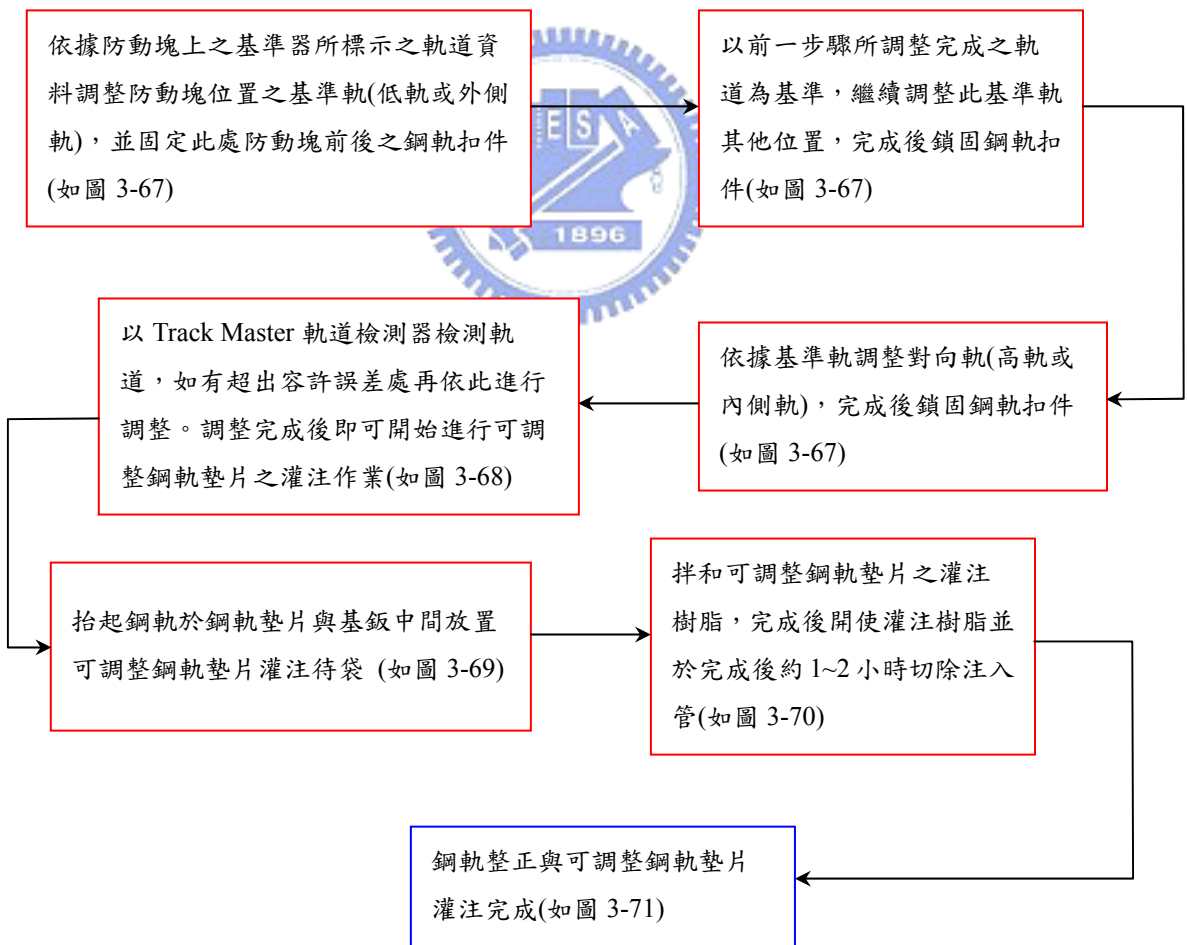 依據防動塊上之基準器所標示之軌道資
料調整防動塊位置之基準軌(低軌或外側
軌)，並固定此處防動塊前後之鋼軌扣件
(如圖 3-67)
以前一步驟所調整完成之軌
道為基準，繼續調整此基準軌
其他位置，完成後鎖固鋼軌扣
件(如圖 3-67)
E S A
1896
依據基準軌調整對向軌(高軌或
內側軌)，完成後鎖固鋼軌扣件
(如圖 3-67)
以 Track Master 軌道檢測器檢測軌
道，如有超出容許誤差處再依此進行
調整。調整完成後即可開始進行可調
整鋼軌墊片之灌注作業(如圖 3-68)
抬起鋼軌於鋼軌墊片與基鈑中間放置
可調整鋼軌墊片灌注待袋 (如圖 3-69)
拌和可調整鋼軌墊片之灌注
樹脂，完成後開使灌注樹脂並
於完成後約 1~2 小時切除注入
管(如圖 3-70)
鋼軌整正與可調整鋼軌墊片
灌注完成(如圖 3-71)